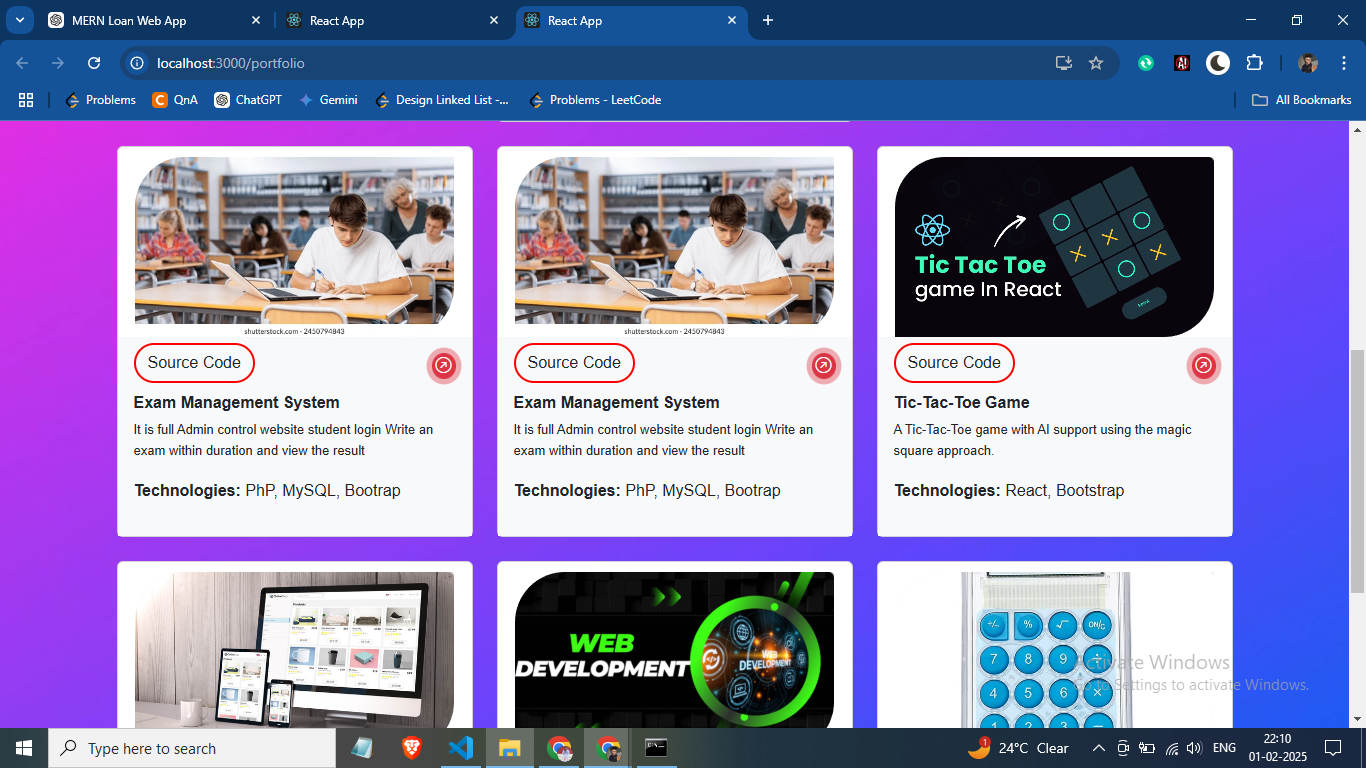 MERN Loan Web App
React App
React App
localhost:3000/portfolio
Problems
QnA
ChatGPT
Gemini
Design Linked List -...
Problems - LeetCode
All Bookmarks
shutterstock.com · 2450794843
shutterstock.com · 2450794843
Tic Tac Toe
game In React
Source Code
Source Code
Source Code
Exam Management System
It is full Admin control website student login Write an
exam within duration and view the result
Technologies: PhP, MySQL, Bootrap
Exam Management System
It is full Admin control website student login Write an
exam within duration and view the result
Technologies: PhP, MySQL, Bootrap
Tic-Tac-Toe Game
A Tic-Tac-Toe game with AI support using the magic
square approach.
Technologies: React, Bootstrap
Products
WEB
DEVELOPMENT
WEB
DEVELOPMENT
+/− % √ ON/C
7 8 9 ÷
4 5 6 ×
1 2 3 −
Activate Windows
Go to Settings to activate Windows.
Type here to search
1
24°C Clear
ENG
22:10
01-02-2025